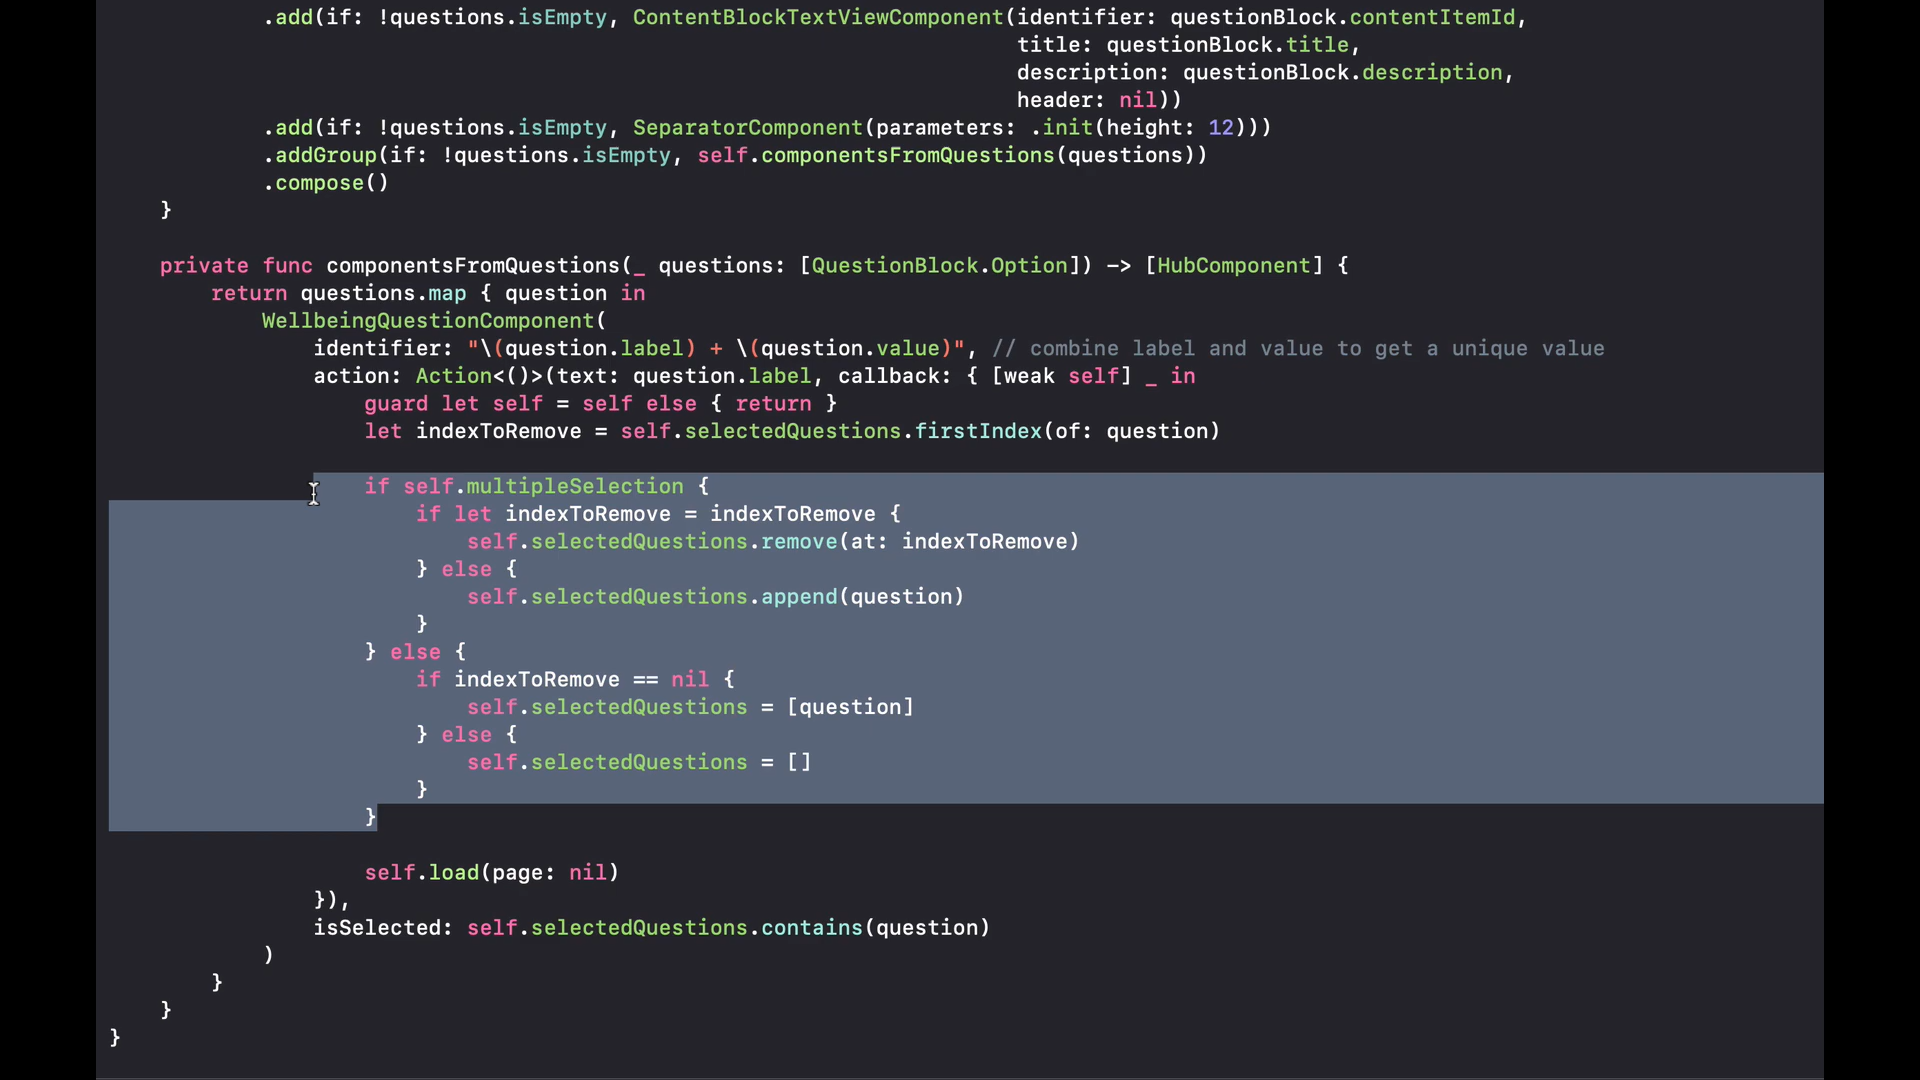 .add(if: !questions.isEmpty, ContentBlockTextViewComponent(identifier: questionBlock.contentItemId,
title: questionBlock.title,
description: questionBlock.description,
header: nil))
.add(if: !questions.isEmpty, SeparatorComponent(parameters: .init(height: 12)))
.addGroup(if: !questions.isEmpty, self.componentsFromQuestions(questions))
.compose()
}
private func componentsFromQuestions(_ questions: [QuestionBlock.Option]) -> [HubComponent] {
return questions.map { question in
WellbeingQuestionComponent(
identifier: "\(question.label) + \(question.value)", // combine label and value to get a unique value
action: Action<()>(text: question.label, callback: { [weak self] _ in
guard let self = self else { return }
let indexToRemove = self.selectedQuestions.firstIndex(of: question)
if self.multipleSelection {
if let indexToRemove = indexToRemove {
self.selectedQuestions.remove(at: indexToRemove)
} else {
self.selectedQuestions.append(question)
}
} else {
if indexToRemove == nil {
self.selectedQuestions = [question]
} else {
self.selectedQuestions = []
}
}
self.load(page: nil)
}),
isSelected: self.selectedQuestions.contains(question)
)
}
}
}